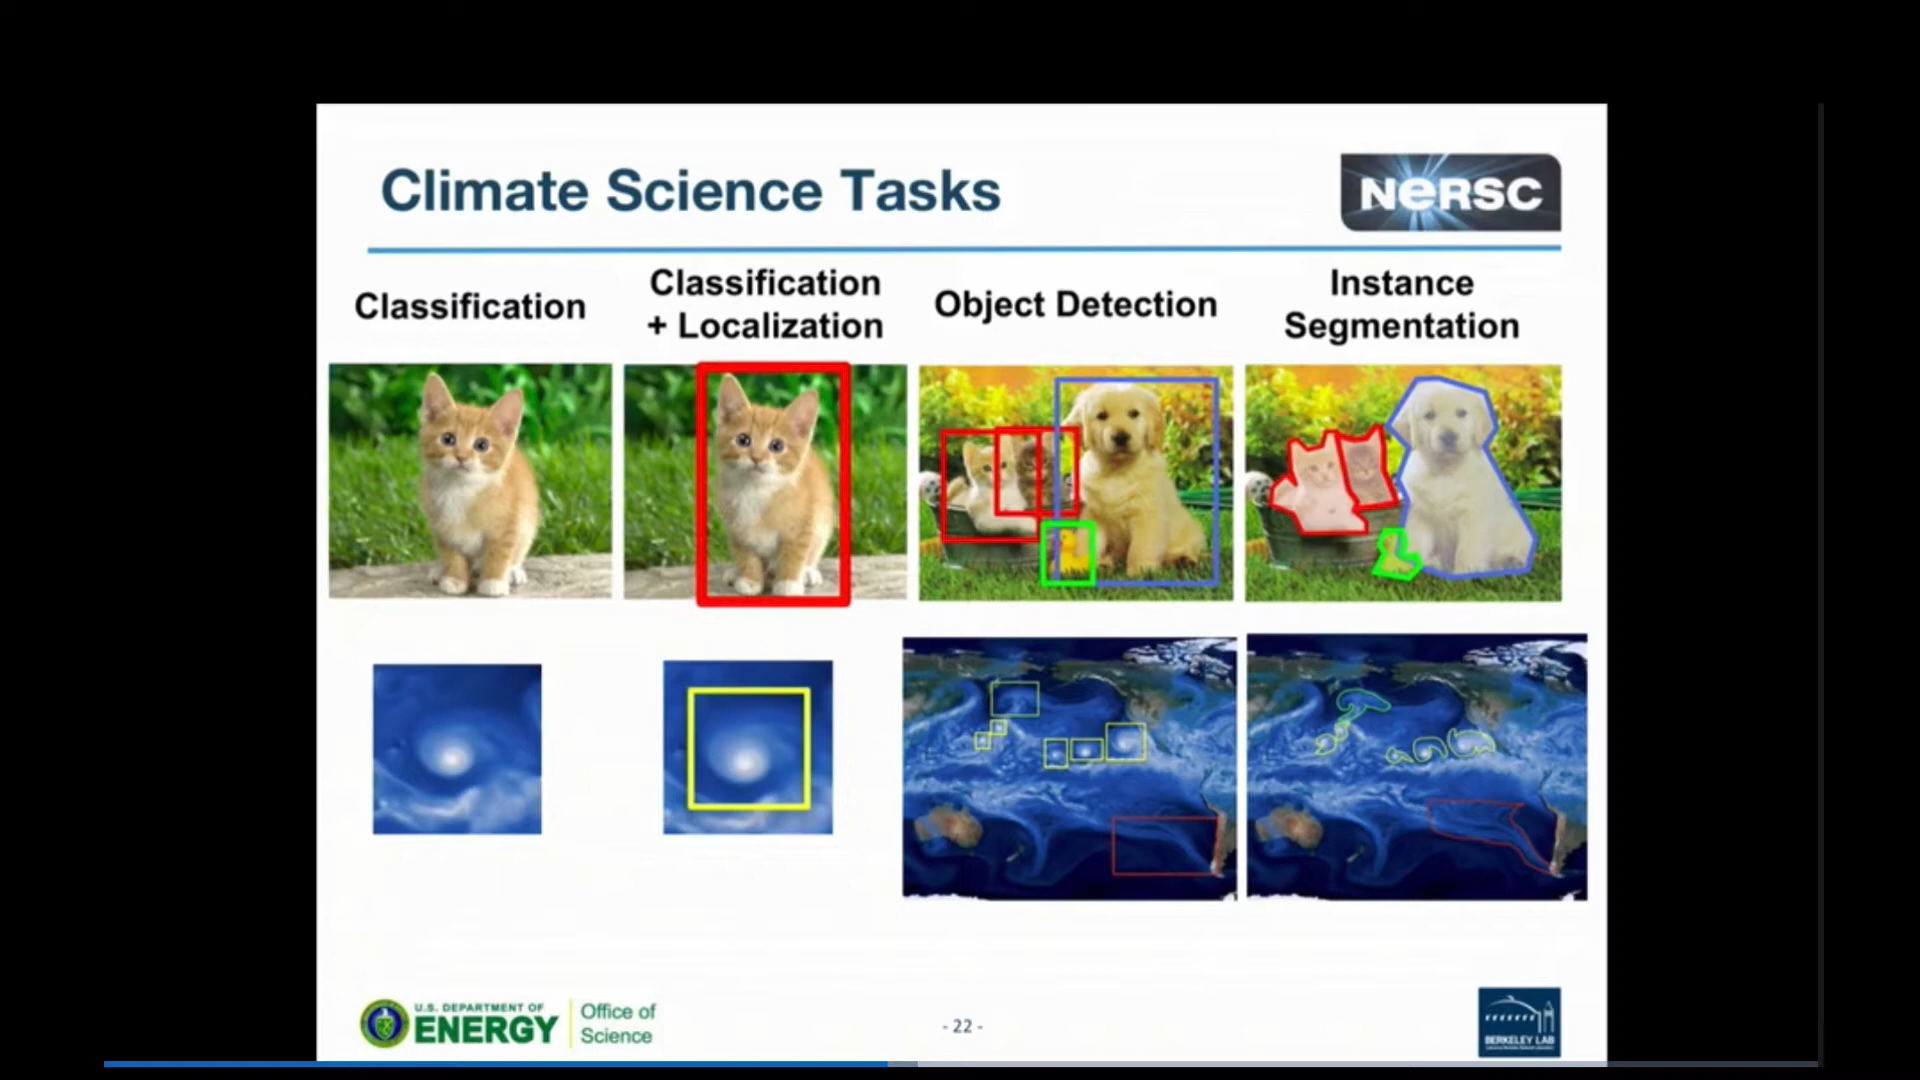 Climate Science Tasks
NERSC
Classification
Classification
+ Localization
Object Detection
Instance
Segmentation
U.S. DEPARTMENT OF
ENERGY
Office of
Science
- 22 -
BERKELEY LAB